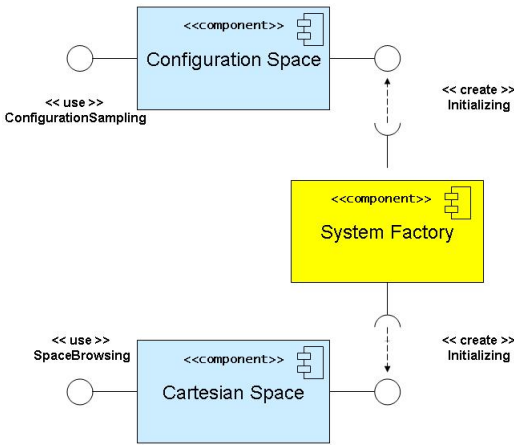 <<component>>
Configuration Space
<< use >>
ConfigurationSampling
<< create >>
Initializing
<<component>>
System Factory
<< use >>
SpaceBrowsing
<<component>>
Cartesian Space
<< create >>
Initializing